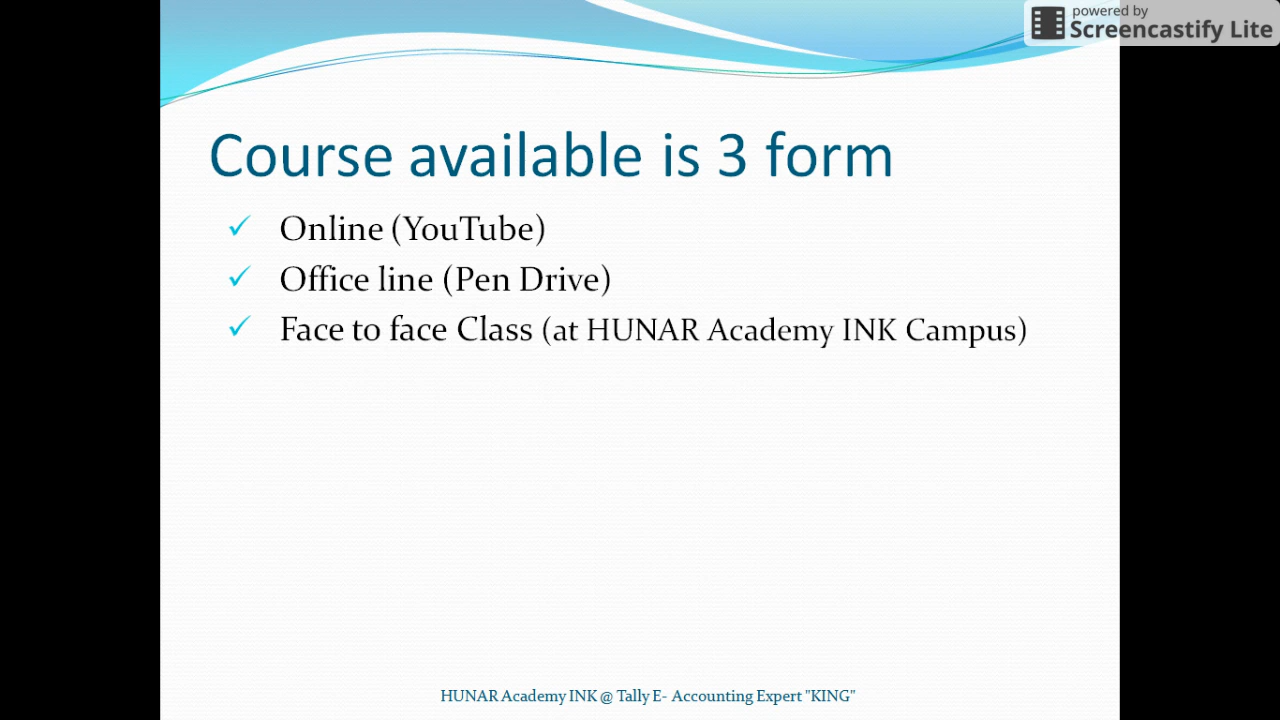 powered by
Screencastify Lite
Course available is 3 form
✓ Online (YouTube)
✓ Office line (Pen Drive)
✓ Face to face Class (at HUNAR Academy INK Campus)
HUNAR Academy INK @ Tally E- Accounting Expert "KING"